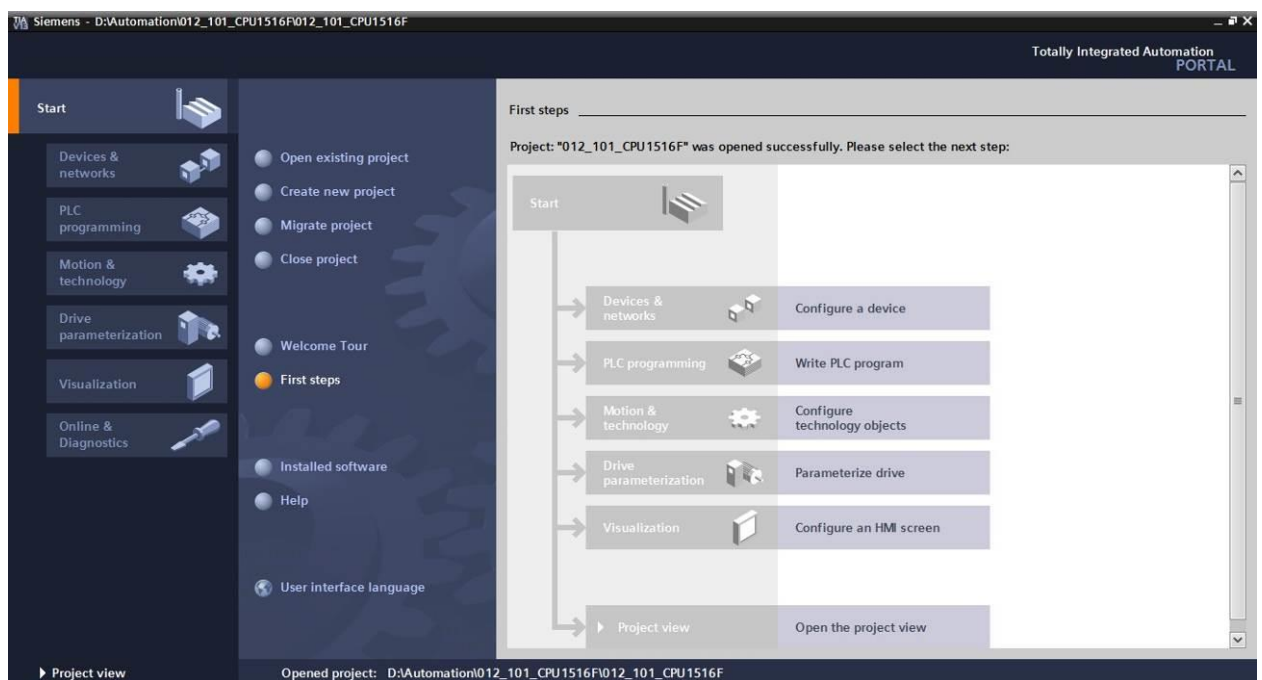 Siemens - D:\Automation\012_101_CPU1516F\012_101_CPU1516F
Totally Integrated Automation
PORTAL
Start
Devices &
networks
PLC
programming
Motion &
technology
Drive
parameterization
Visualization
Online &
Diagnostics
Open existing project
Create new project
Migrate project
Close project
Welcome Tour
First steps
Installed software
Help
User interface language
First steps
Project: "012_101_CPU1516F" was opened successfully. Please select the next step:
Start
Devices &
networks
Configure a device
PLC programming
Write PLC program
Motion &
technology
Configure
technology objects
Drive
parameterization
Parameterize drive
Visualization
Configure an HMI screen
Project view
Open the project view
Project view
Opened project: D:\Automation\012_101_CPU1516F\012_101_CPU1516F